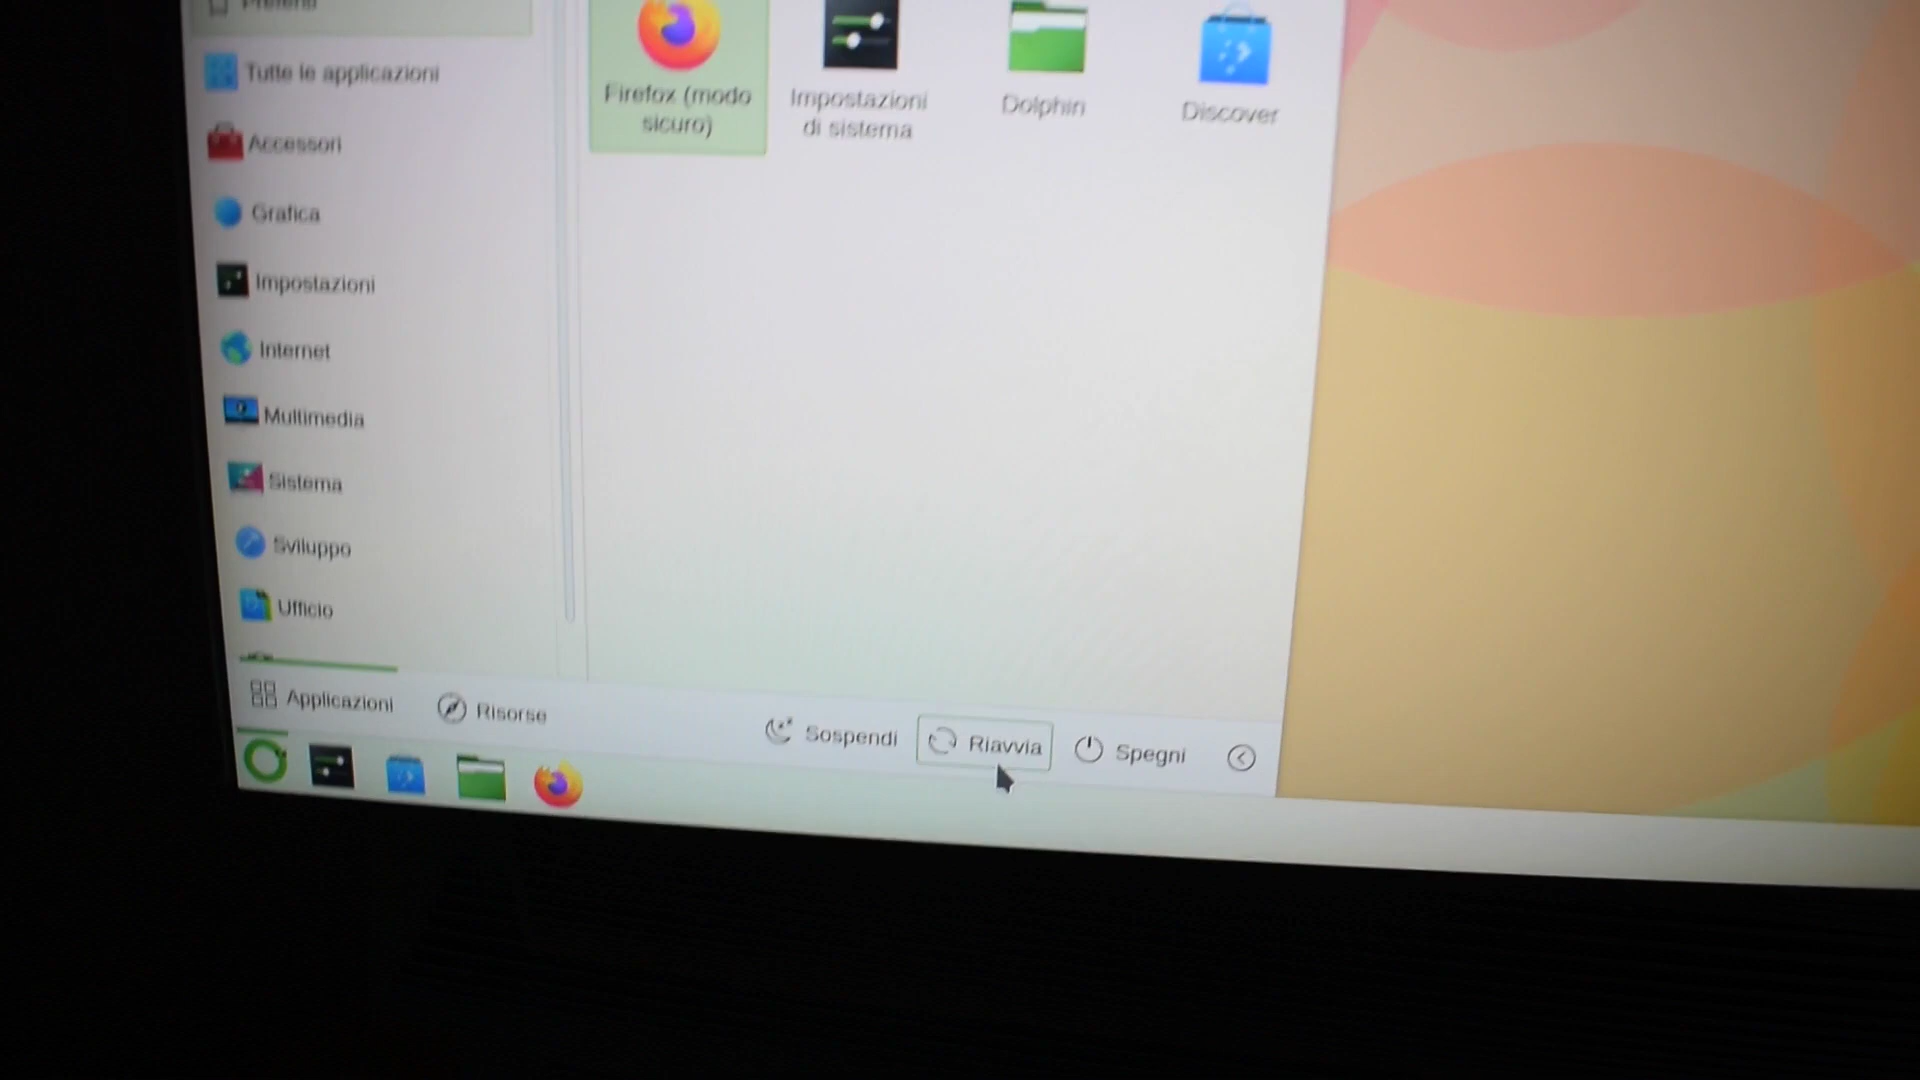 Preferiti
Tutte le applicazioni
Accessori
Grafica
Impostazioni
Internet
Multimedia
Sistema
Sviluppo
Ufficio
Firefox (modo
sicuro)
Impostazioni
di sistema
Dolphin
Discover
Applicazioni
Risorse
Sospendi
Riavvia
Spegni